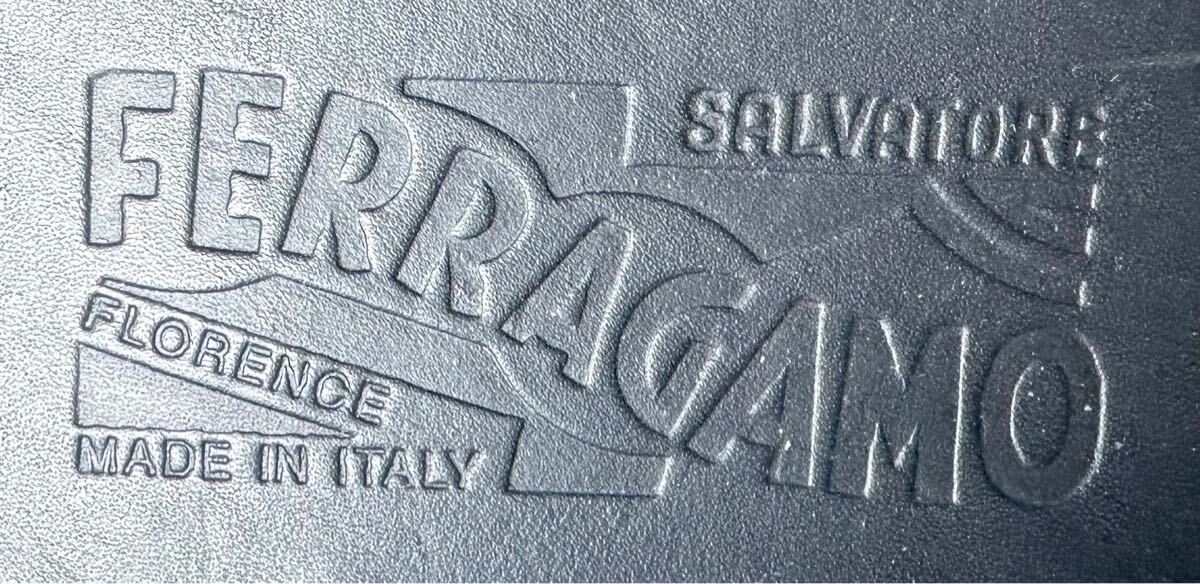 SALVATORE
FERRAGAMO
FLORENCE
MADE IN ITALY